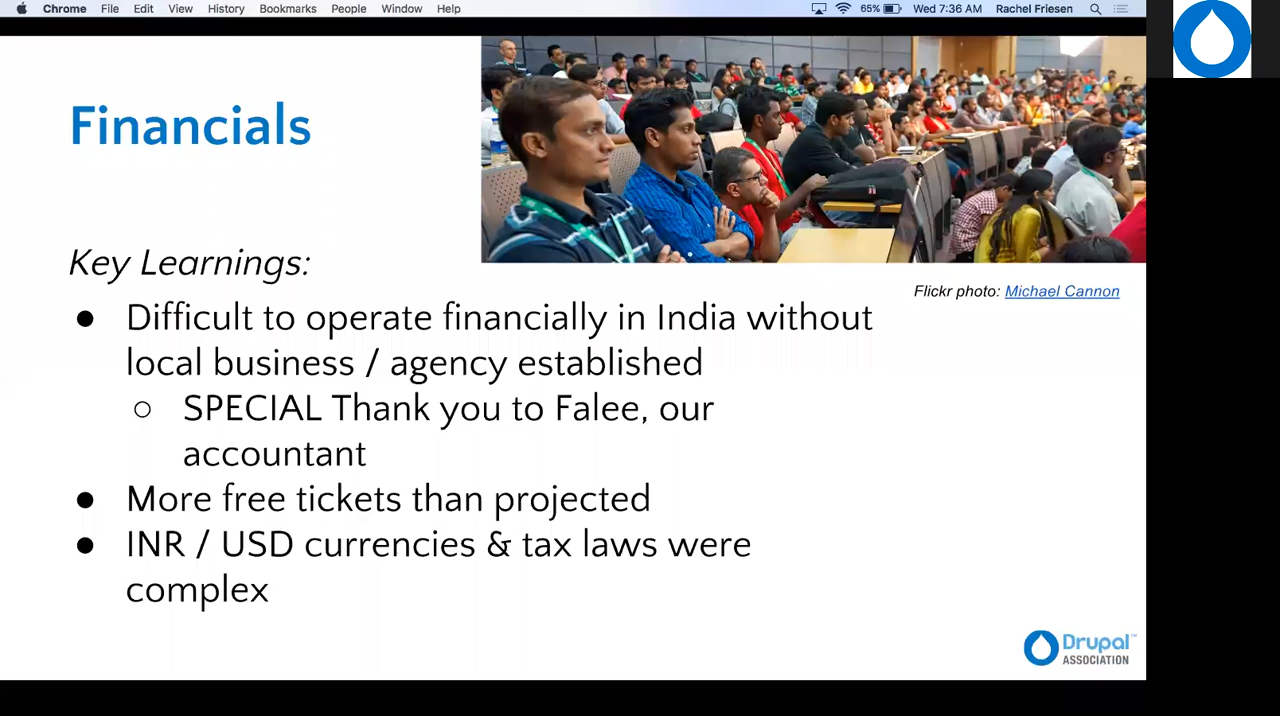 Chrome File Edit View History Bookmarks People Window Help 65% Wed 7:36 AM Rachel Friesen
Financials
Flickr photo: Michael Cannon
Key Learnings:
● Difficult to operate financially in India without
local business / agency established
○ SPECIAL Thank you to Falee, our
accountant
● More free tickets than projected
● INR / USD currencies & tax laws were
complex
Drupal™
ASSOCIATION